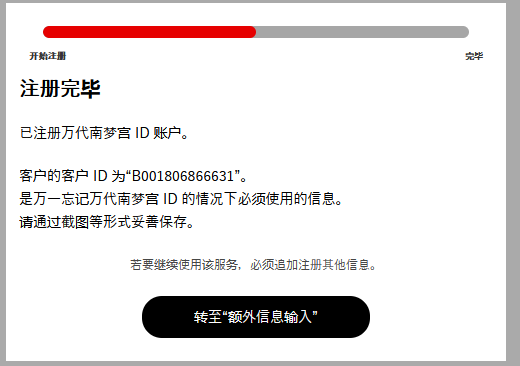 开始注册
完毕
注册完毕
已注册万代南梦宫 ID 账户。
客户的客户 ID 为“B001806866631”。
是万一忘记万代南梦宫 ID 的情况下必须使用的信息。
请通过截图等形式妥善保存。
若要继续使用该服务，必须追加注册其他信息。
转至“额外信息输入”